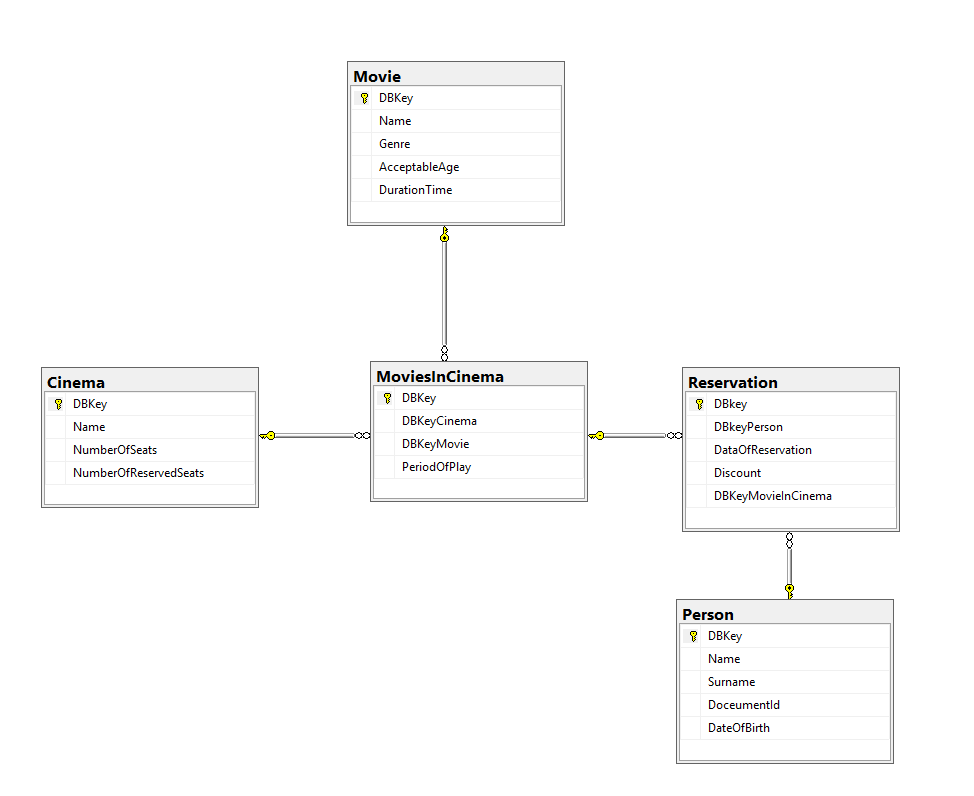 Movie
DBKey
Name
Genre
AcceptableAge
DurationTime
Cinema
DBKey
Name
NumberOfSeats
NumberOfReservedSeats
MoviesInCinema
DBKey
DBKeyCinema
DBKeyMovie
PeriodOfPlay
Reservation
DBkey
DBkeyPerson
DataOfReservation
Discount
DBKeyMovieInCinema
Person
DBKey
Name
Surname
DoceumentId
DateOfBirth